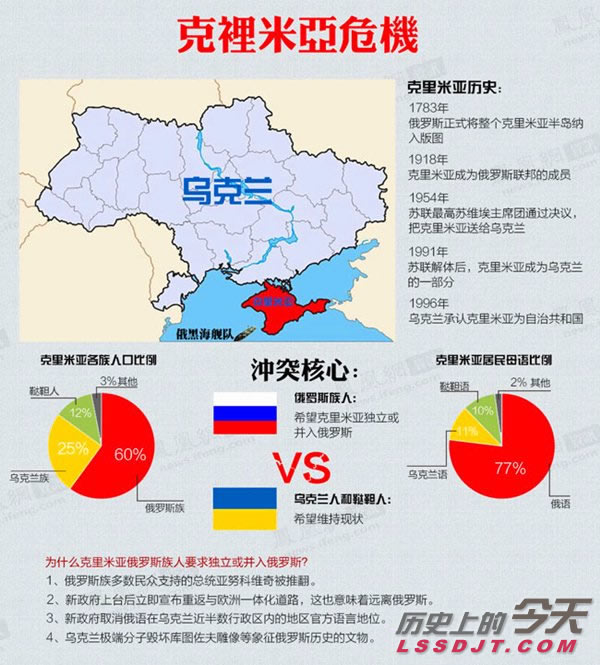 克裡米亞危機
乌克兰
克里米亚
俄黑海舰队
克里米亚历史：
1783年
俄罗斯正式将整个克里米亚半岛纳
入版图
1918年
克里米亚成为俄罗斯联邦的成员
1954年
苏联最高苏维埃主席团通过决议，
把克里米亚送给乌克兰
1991年
苏联解体后，克里米亚成为乌克兰
的一部分
1996年
乌克兰承认克里米亚为自治共和国
克里米亚各族人口比例
3% 其他
鞑靼人
12%
25%
60%
乌克兰族
俄罗斯族
沖突核心：
俄罗斯族人：
希望克里米亚独立或
并入俄罗斯
VS
乌克兰人和鞑靼人：
希望维持现状
克里米亚居民母语比例
2% 其他
鞑靼语
10%
11%
77%
乌克兰语
俄语
为什么克里米亚俄罗斯族人要求独立或并入俄罗斯？
1、俄罗斯族多数民众支持的总统亚努科维奇被推翻。
2、新政府上台后立即宣布重返与欧洲一体化道路，这也意味着远离俄罗斯。
3、新政府取消俄语在乌克兰近半数行政区内的地区官方语言地位。
4、乌克兰极端分子毁坏库图佐夫雕像等象征俄罗斯历史的文物。
历史上的今天
LSSDJT.COM